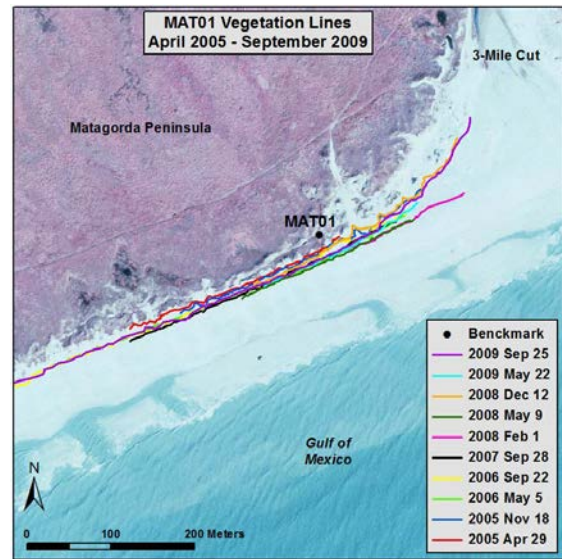 MAT01 Vegetation Lines
April 2005 - September 2009
3-Mile Cut
Matagorda Peninsula
MAT01
Gulf of
Mexico
N
0 100 200 Meters
Benckmark
2009 Sep 25
2009 May 22
2008 Dec 12
2008 May 9
2008 Feb 1
2007 Sep 28
2006 Sep 22
2006 May 5
2005 Nov 18
2005 Apr 29